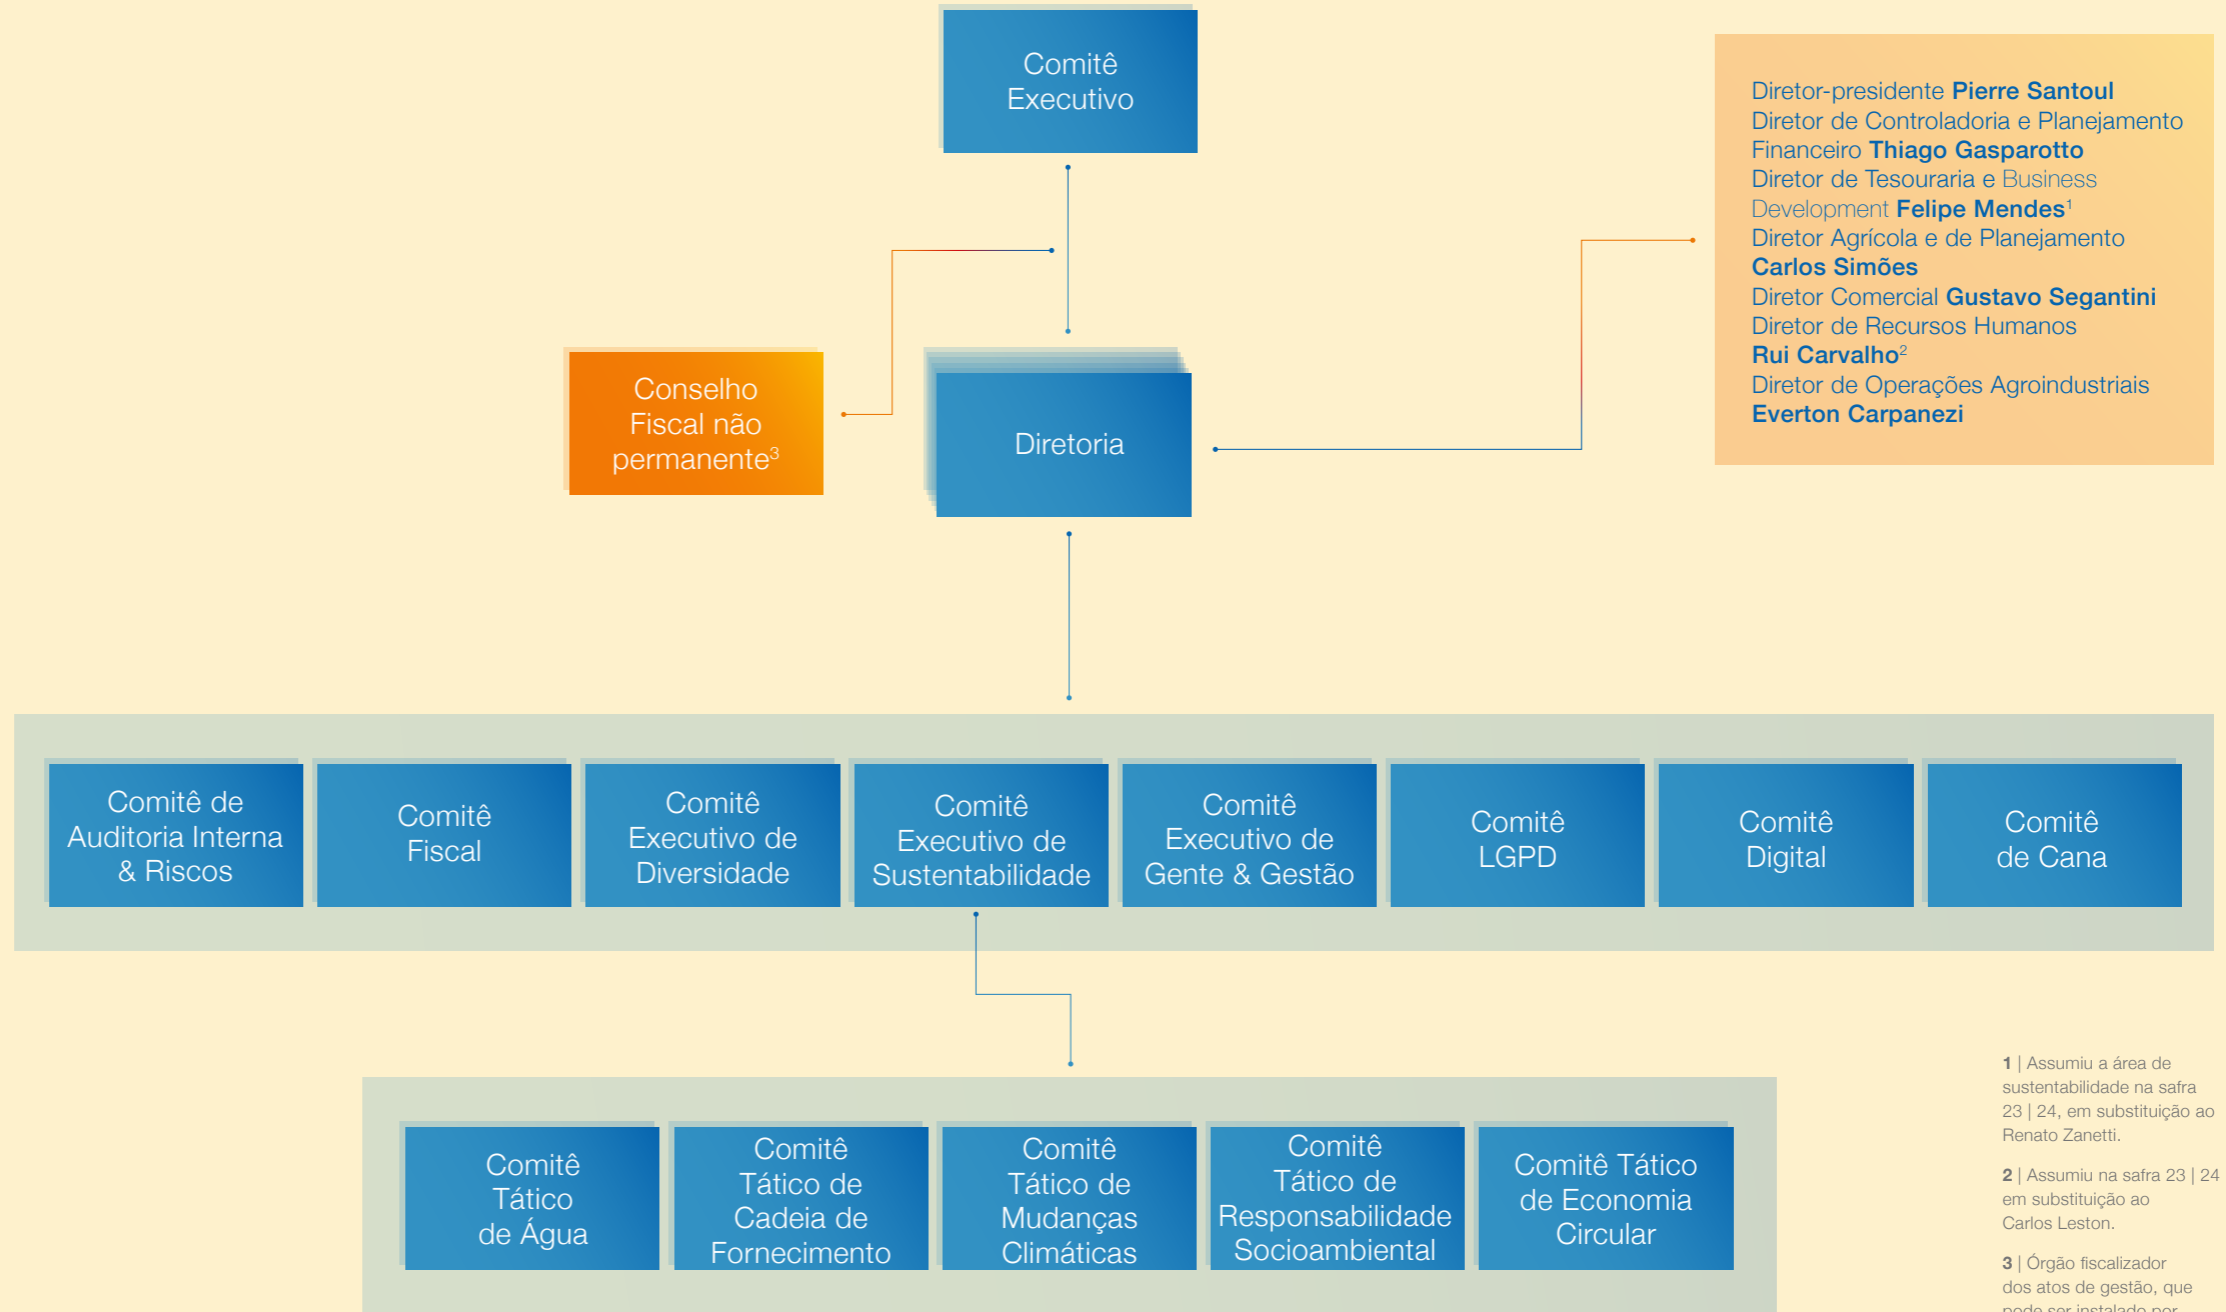 Comitê
Executivo
Diretor-presidente Pierre Santoul
Diretor de Controladoria e Planejamento
Financeiro Thiago Gasparotto
Diretor de Tesouraria e Business
Development Felipe Mendes¹
Diretor Agrícola e de Planejamento
Carlos Simões
Diretor Comercial Gustavo Segantini
Diretor de Recursos Humanos
Rui Carvalho²
Diretor de Operações Agroindustriais
Everton Carpanezi
Conselho
Fiscal não
permanente³
Diretoria
Comitê de
Auditoria Interna
& Riscos
Comitê
Fiscal
Comitê
Executivo de
Diversidade
Comitê
Executivo de
Sustentabilidade
Comitê
Executivo de
Gente & Gestão
Comitê
LGPD
Comitê
Digital
Comitê
de Cana
Comitê
Tático
de Água
Comitê
Tático de
Cadeia de
Fornecimento
Comitê
Tático de
Mudanças
Climáticas
Comitê
Tático de
Responsabilidade
Socioambiental
Comitê Tático
de Economia
Circular
1 | Assumiu a área de
sustentabilidade na safra
23 | 24, em substituição ao
Renato Zanetti.
2 | Assumiu na safra 23 | 24
em substituição ao
Carlos Leston.
3 | Órgão fiscalizador
dos atos de gestão, que
pode ser instalado por